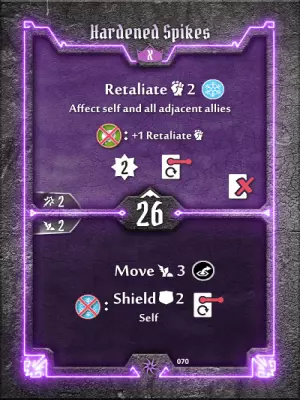 Hardened Spikes
X
Retaliate 2
Affect self and all adjacent allies
: +1 Retaliate
2
2
26
2
Move 3
: Shield 2
Self
070